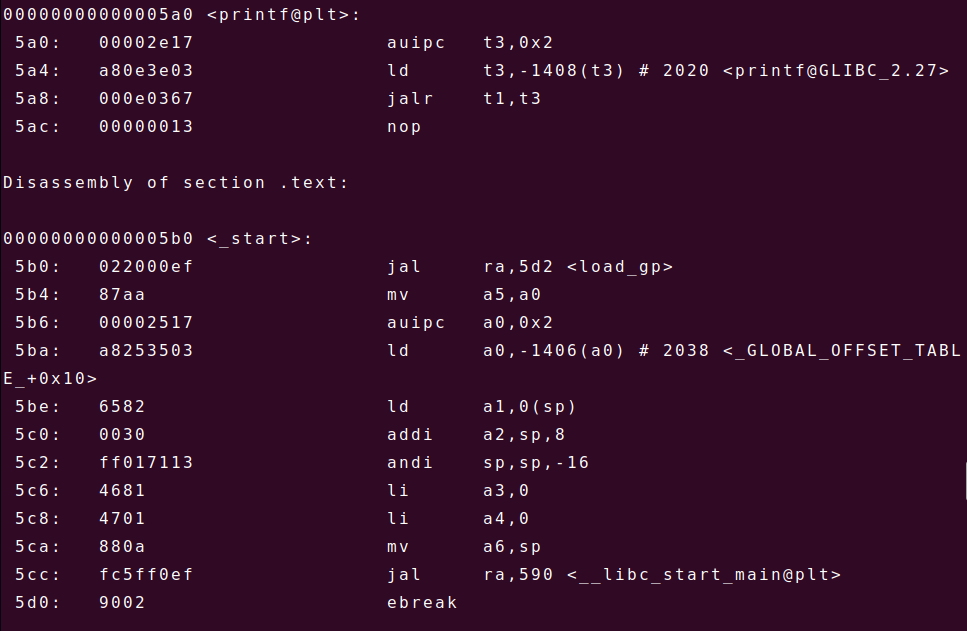 00000000000005a0 <printf@plt>:
 5a0:	00002e17          	auipc	t3,0x2
 5a4:	a80e3e03          	ld	t3,-1408(t3) # 2020 <printf@GLIBC_2.27>
 5a8:	000e0367          	jalr	t1,t3
 5ac:	00000013          	nop
Disassembly of section .text:
00000000000005b0 <_start>:
 5b0:	022000ef          	jal	ra,5d2 <load_gp>
 5b4:	87aa                	mv	a5,a0
 5b6:	00002517          	auipc	a0,0x2
 5ba:	a8253503          	ld	a0,-1406(a0) # 2038 <_GLOBAL_OFFSET_TABL
E_+0x10>
 5be:	6582                	ld	a1,0(sp)
 5c0:	0030                	addi	a2,sp,8
 5c2:	ff017113          	andi	sp,sp,-16
 5c6:	4681                	li	a3,0
 5c8:	4701                	li	a4,0
 5ca:	880a                	mv	a6,sp
 5cc:	fc5ff0ef          	jal	ra,590 <__libc_start_main@plt>
 5d0:	9002                	ebreak